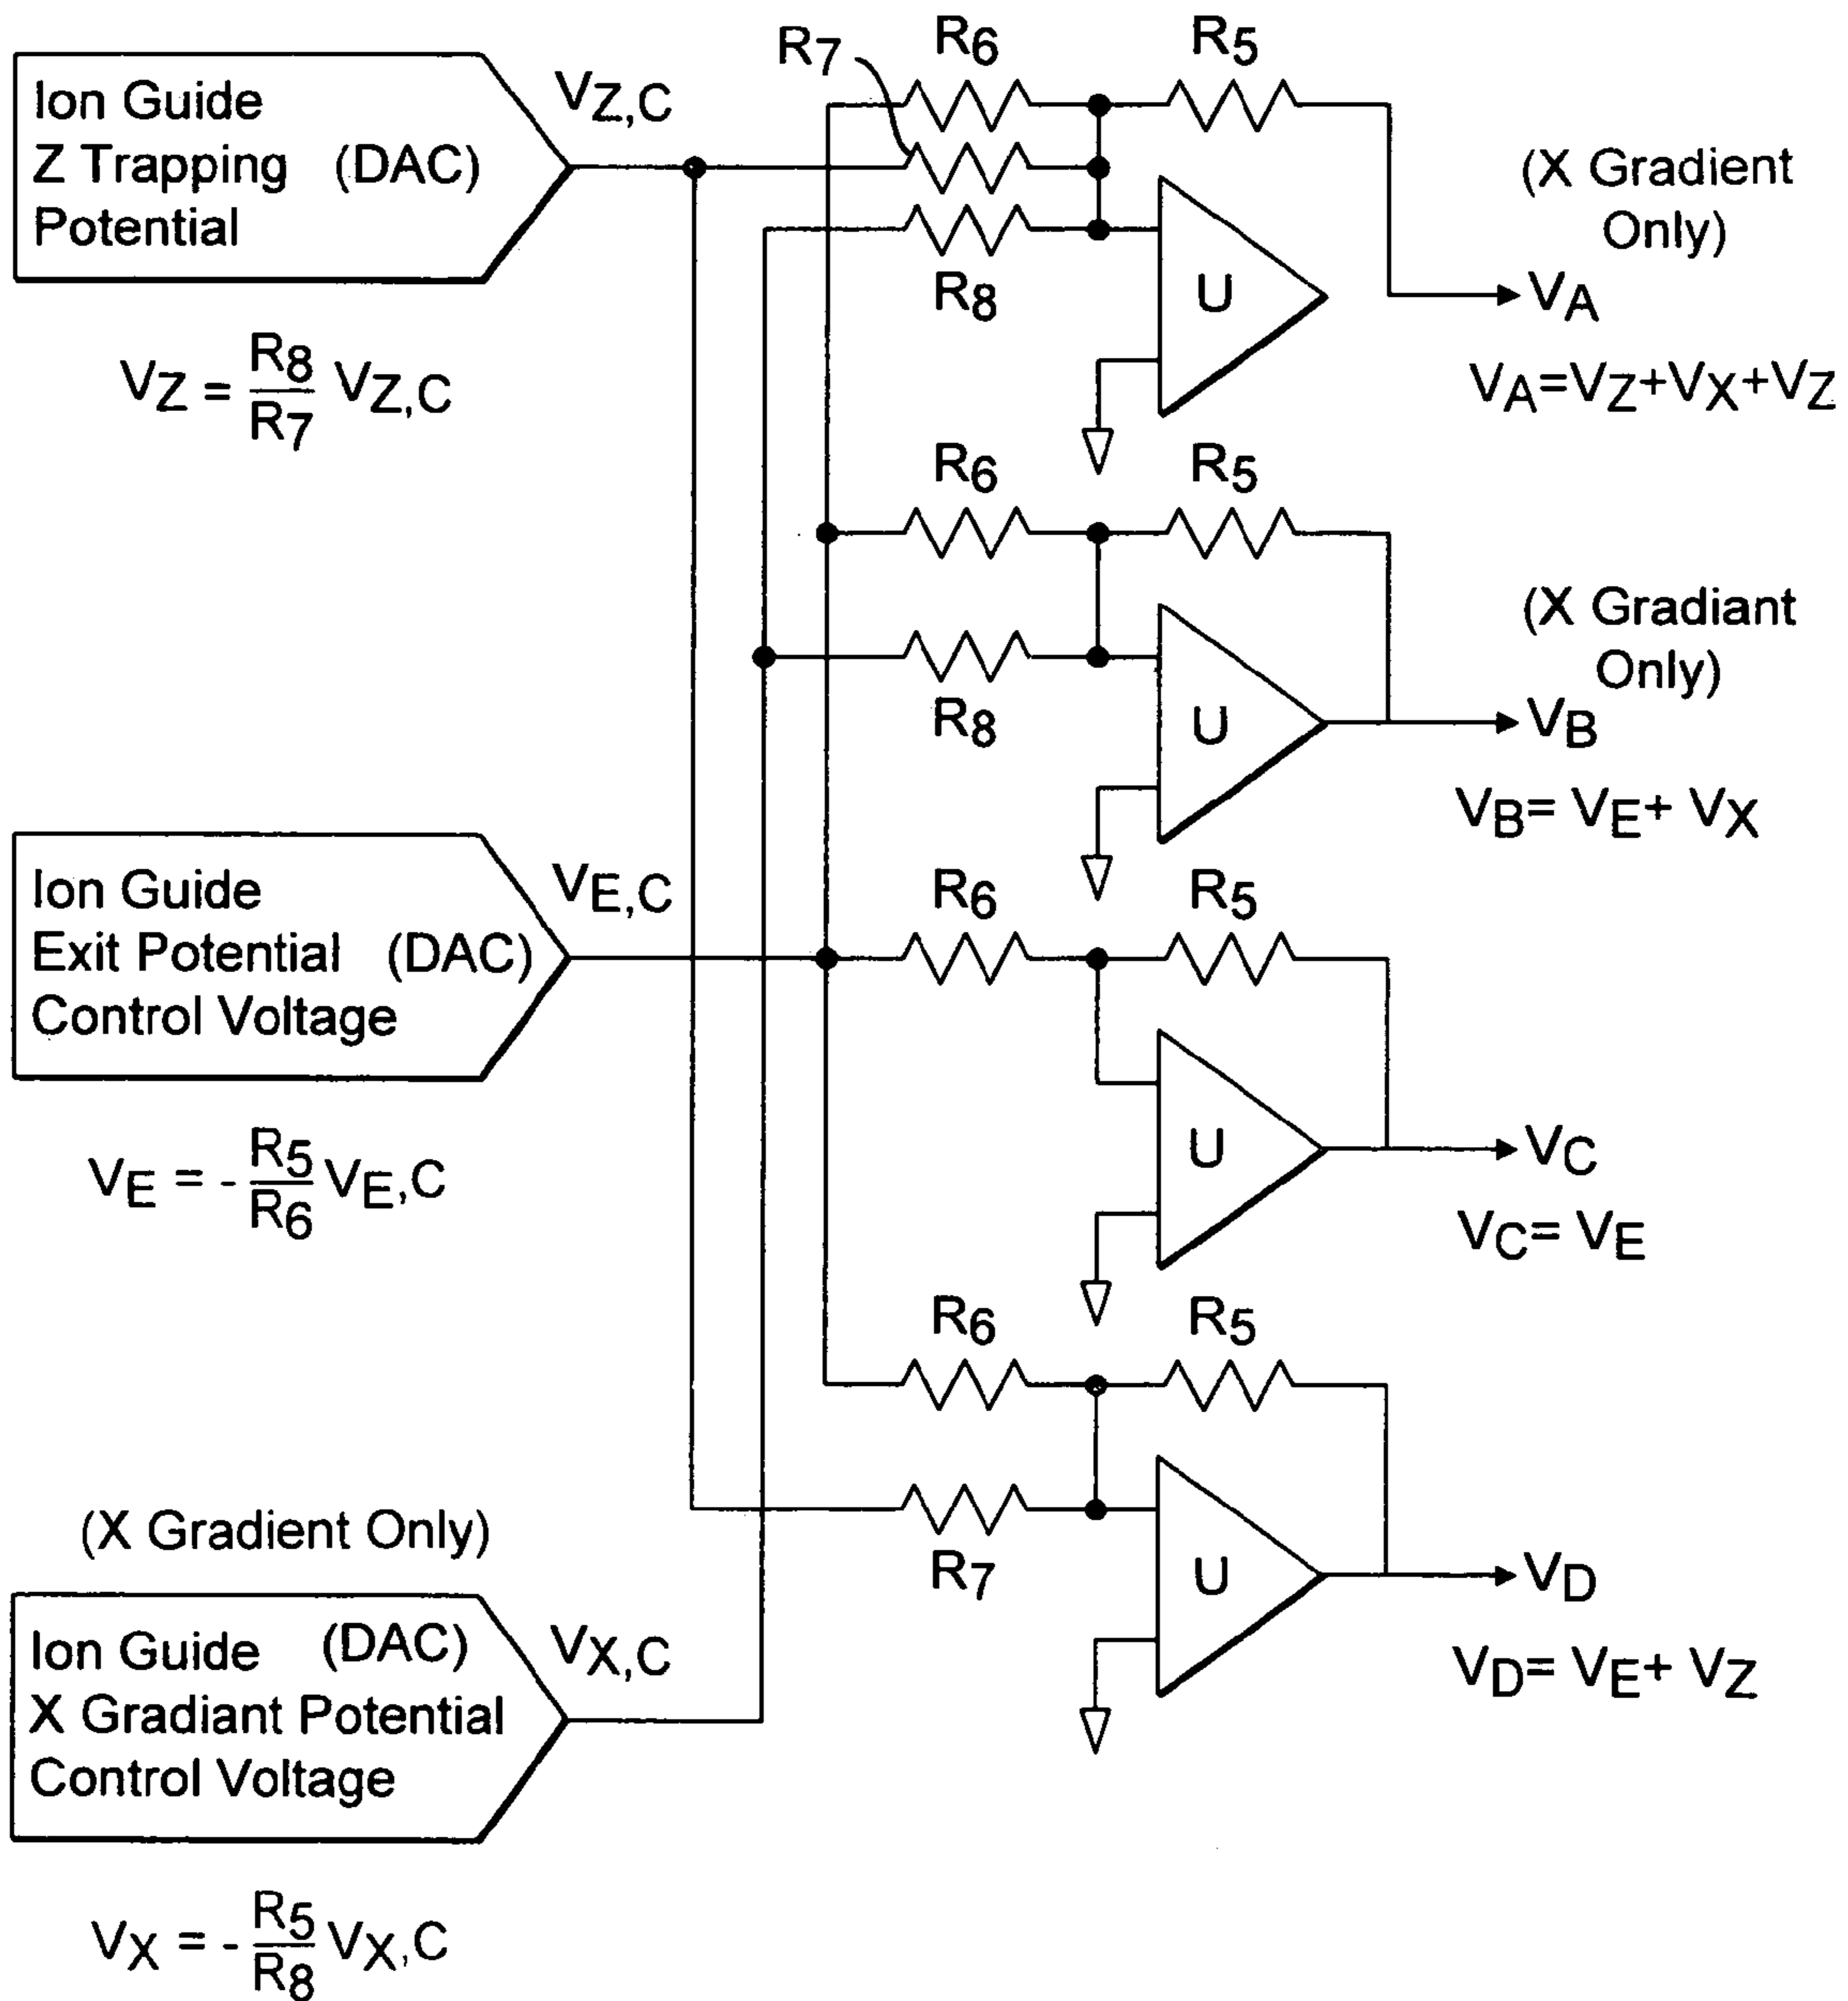 Ion Guide
Z Trapping (DAC)
Potential
VZ,C
VZ = R8/R7 VZ,C
R7
R6
R5
R8
U
(X Gradient
Only)
VA
VA=VZ+VX+VZ
R6
R5
R8
U
(X Gradiant
Only)
VB
VB= VE+ VX
Ion Guide
Exit Potential (DAC)
Control Voltage
VE,C
VE = - R5/R6 VE,C
R6
R5
U
VC
VC= VE
R6
R5
R7
U
VD
VD= VE+ VZ
(X Gradient Only)
Ion Guide (DAC)
X Gradiant Potential
Control Voltage
VX,C
VX = - R5/R8 VX,C